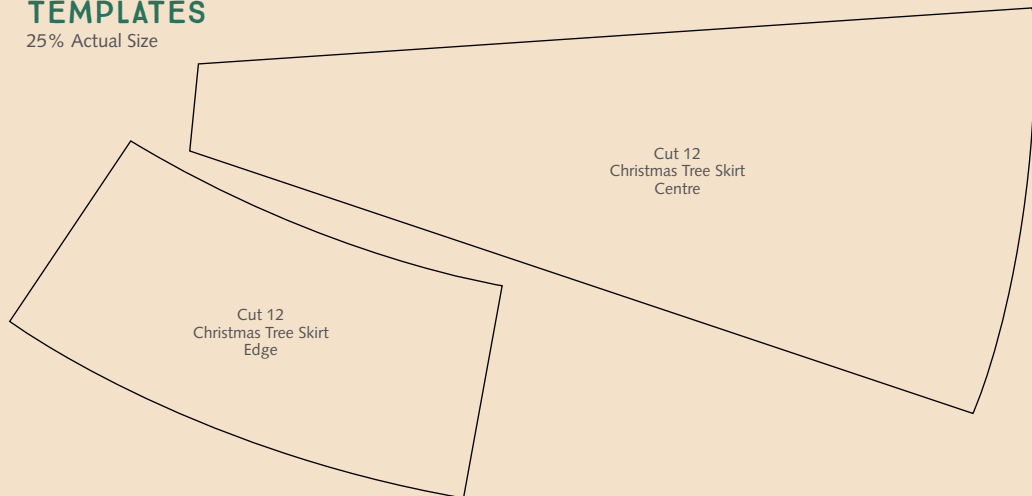 TEMPLATES
25% Actual Size
Cut 12
Christmas Tree Skirt
Centre
Cut 12
Christmas Tree Skirt
Edge